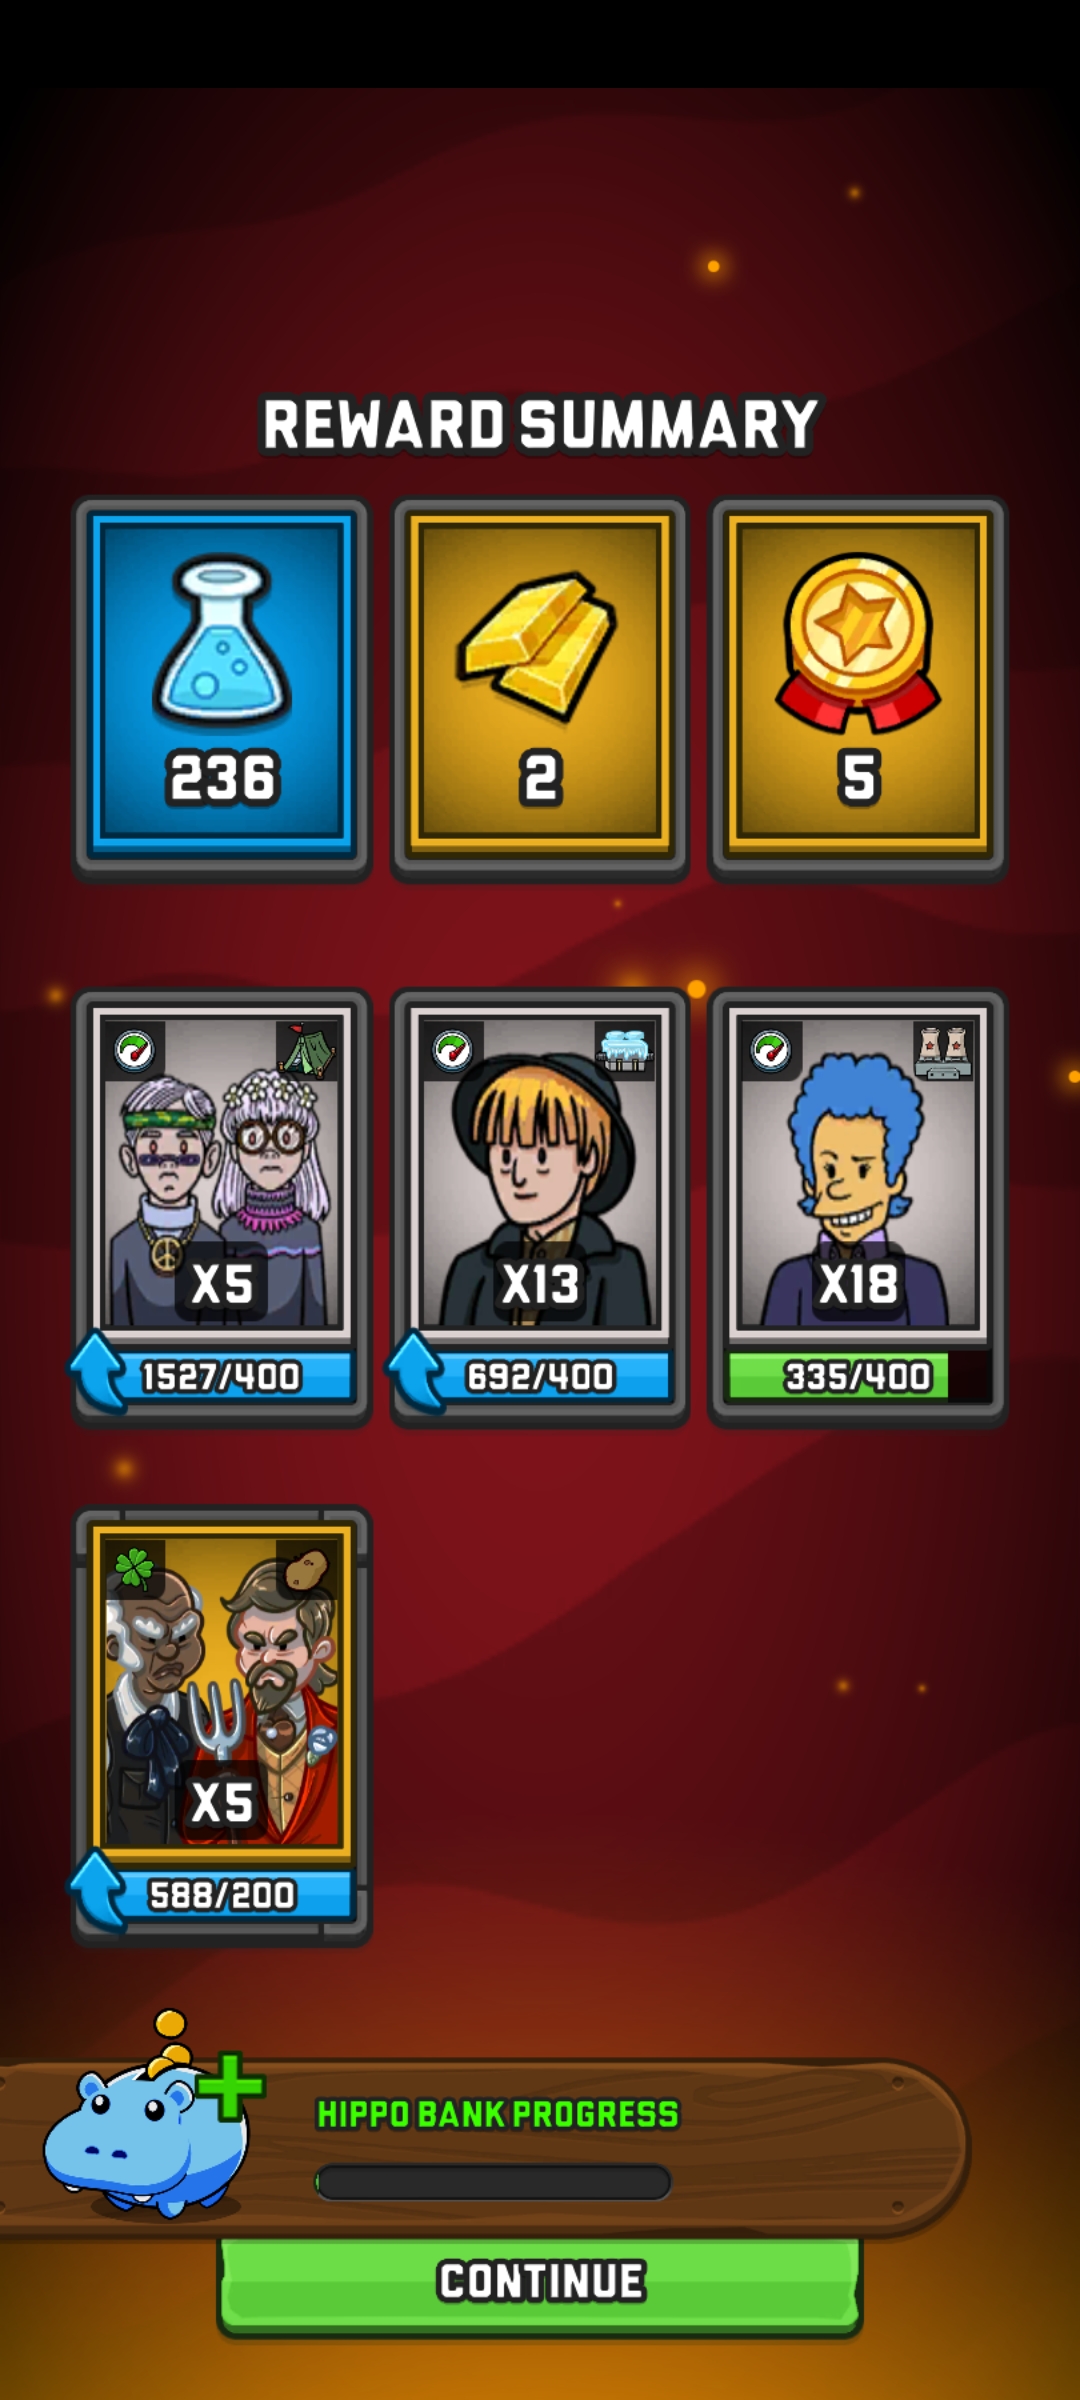 REWARD SUMMARY
236
2
5
X5
X13
X18
1527/400
692/400
335/400
X5
588/200
HIPPO BANK PROGRESS
CONTINUE